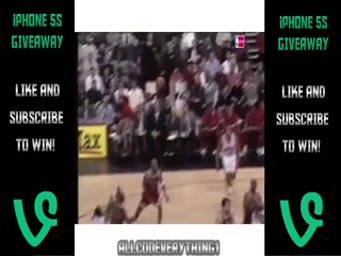 iPHONE 5S
GIVEAWAY
LIKE AND
SUBSCRIBE
TO WIN!
iPHONE 5S
GIVEAWAY
LIKE AND
SUBSCRIBE
TO WIN!
ALLCODEVERYTHING1